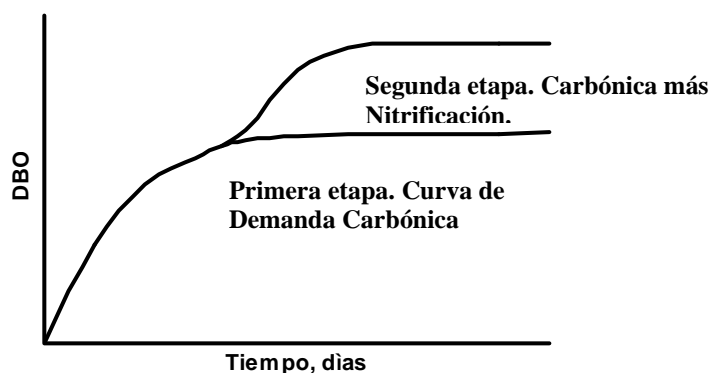 Segunda etapa. Carbónica más
Nitrificación.
DBO
Primera etapa. Curva de
Demanda Carbónica
Tiempo, dìas